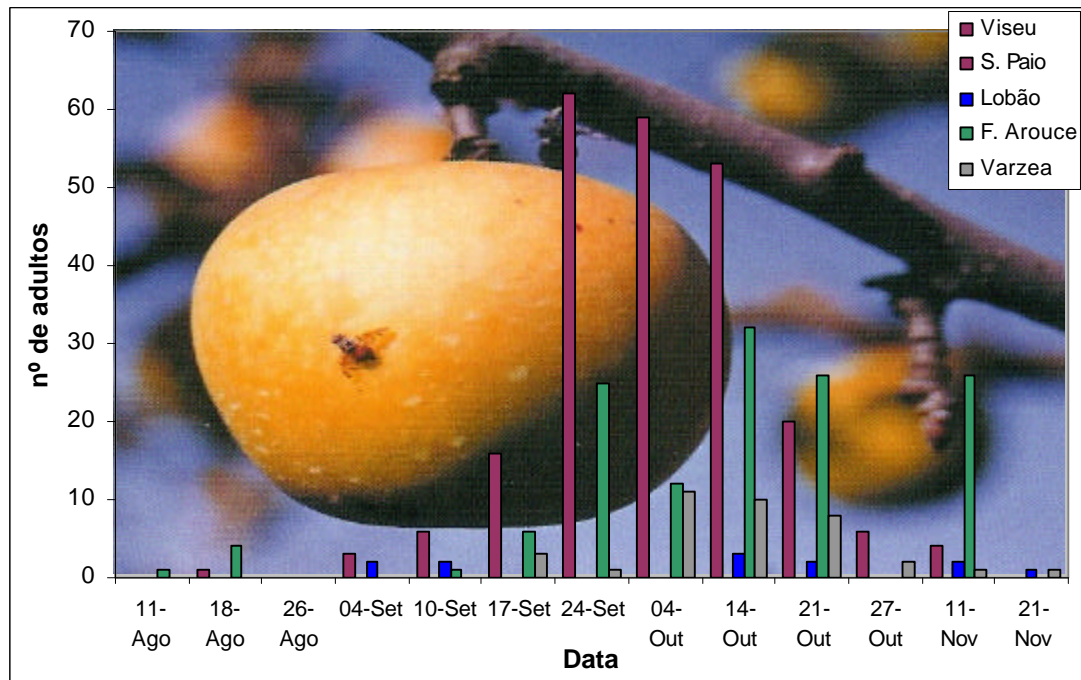 70
60
50
40
30
20
10
0
nº de adultos
Viseu
S. Paio
Lobão
F. Arouce
Varzea
11-
Ago
18-
Ago
26-
Ago
04-Set
10-Set
17-Set
24-Set
04-
Out
14-
Out
21-
Out
27-
Out
11-
Nov
21-
Nov
Data